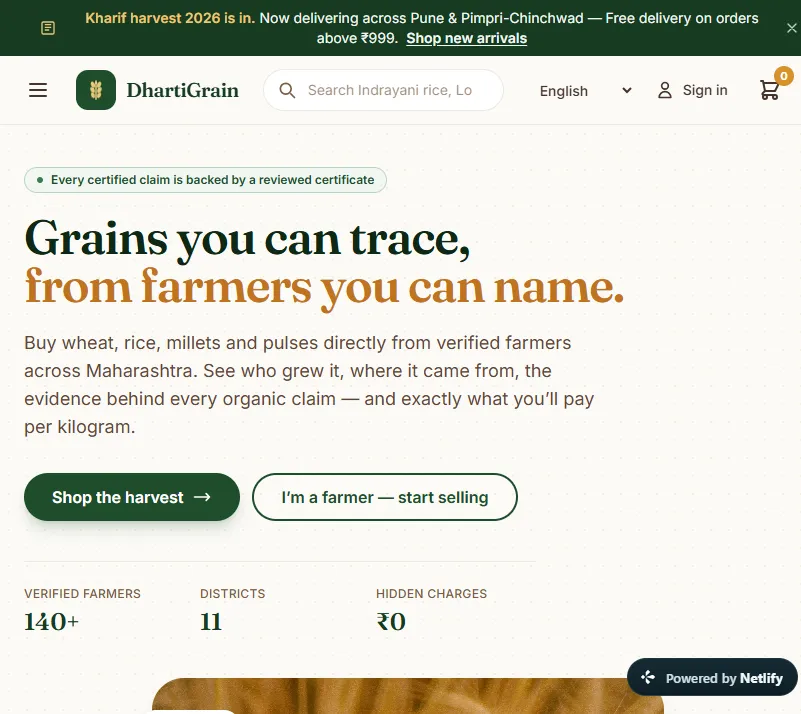 Kharif harvest 2026 is in. Now delivering across Pune & Pimpri-Chinchwad — Free delivery on orders
above ₹999. Shop new arrivals
DhartiGrain
Search Indrayani rice, Lo
English
Sign in
0
Every certified claim is backed by a reviewed certificate
Grains you can trace,
from farmers you can name.
Buy wheat, rice, millets and pulses directly from verified farmers
across Maharashtra. See who grew it, where it came from, the
evidence behind every organic claim — and exactly what you’ll pay
per kilogram.
Shop the harvest →
I’m a farmer — start selling
VERIFIED FARMERS
140+
DISTRICTS
11
HIDDEN CHARGES
₹0
Powered by Netlify